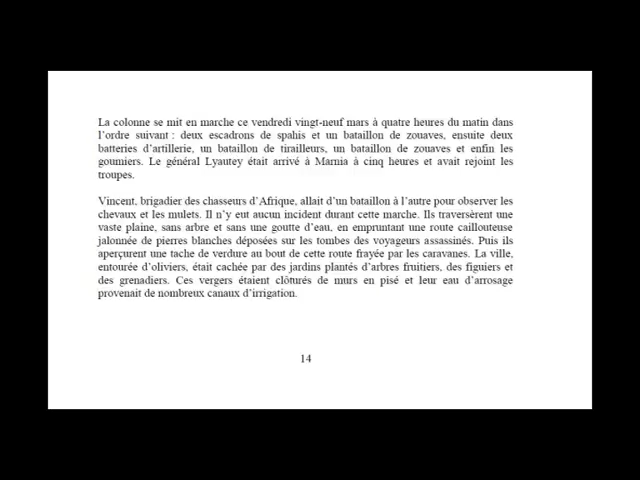 La colonne se mit en marche ce vendredi vingt-neuf mars à quatre heures du matin dans
l'ordre suivant : deux escadrons de spahis et un bataillon de zouaves, ensuite deux
batteries d'artillerie, un bataillon de tirailleurs, un bataillon de zouaves et enfin les
goumiers. Le général Lyautey était arrivé à Marnia à cinq heures et avait rejoint les
troupes.
Vincent, brigadier des chasseurs d'Afrique, allait d'un bataillon à l'autre pour observer les
chevaux et les mulets. Il n'y eut aucun incident durant cette marche. Ils traversèrent une
vaste plaine, sans arbre et sans une goutte d'eau, en empruntant une route caillouteuse
jalonnée de pierres blanches déposées sur les tombes des voyageurs assassinés. Puis ils
aperçurent une tache de verdure au bout de cette route frayée par les caravanes. La ville,
entourée d'oliviers, était cachée par des jardins plantés d'arbres fruitiers, des figuiers et
des grenadiers. Ces vergers étaient clôturés de murs en pisé et leur eau d'arrosage
provenait de nombreux canaux d'irrigation.
14